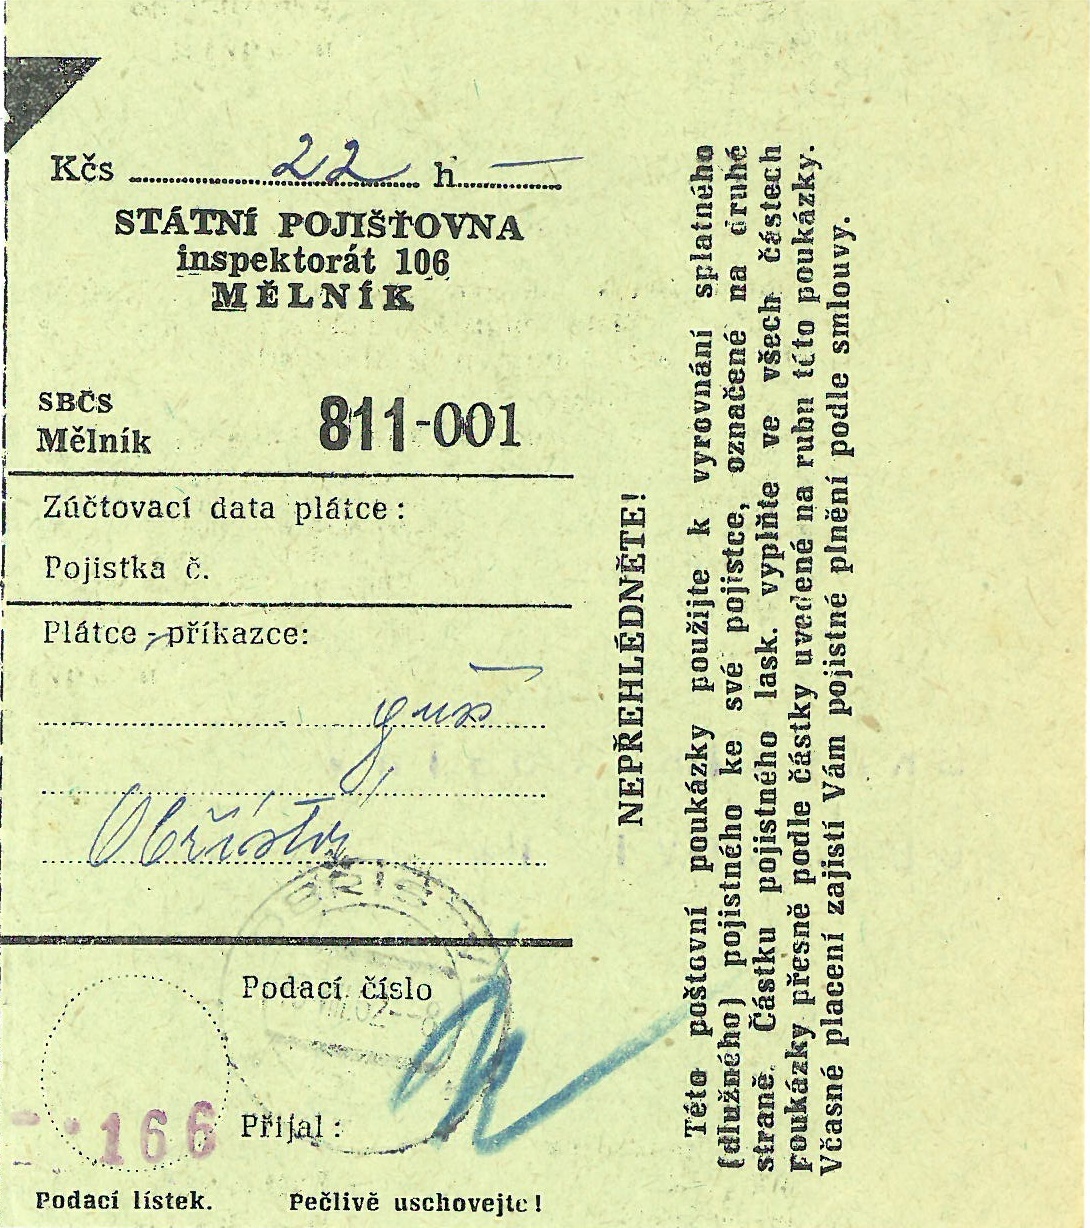 Kčs 22 h —
STÁTNÍ POJIŠŤOVNA
inspektorát 106
MĚLNÍK
SBČS
Mělník 811-001
Zúčtovací data plátce:
Pojistka č.
Plátce - příkazce:
Obříství
OBŘÍSTVÍ
Podací číslo
166
Přijal:
Podací lístek. Pečlivě uschovejte!
NEPŘEHLÉDNĚTE!
Této poštovní poukázky použijte k vyrovnání splatného
(dlužného) pojistného ke své pojistce, označené na druhé
straně. Částku pojistného lask. vyplňte ve všech částech
poukázky přesně podle částky uvedené na rubu této poukázky.
Včasné placení zajistí Vám pojistné plnění podle smlouvy.